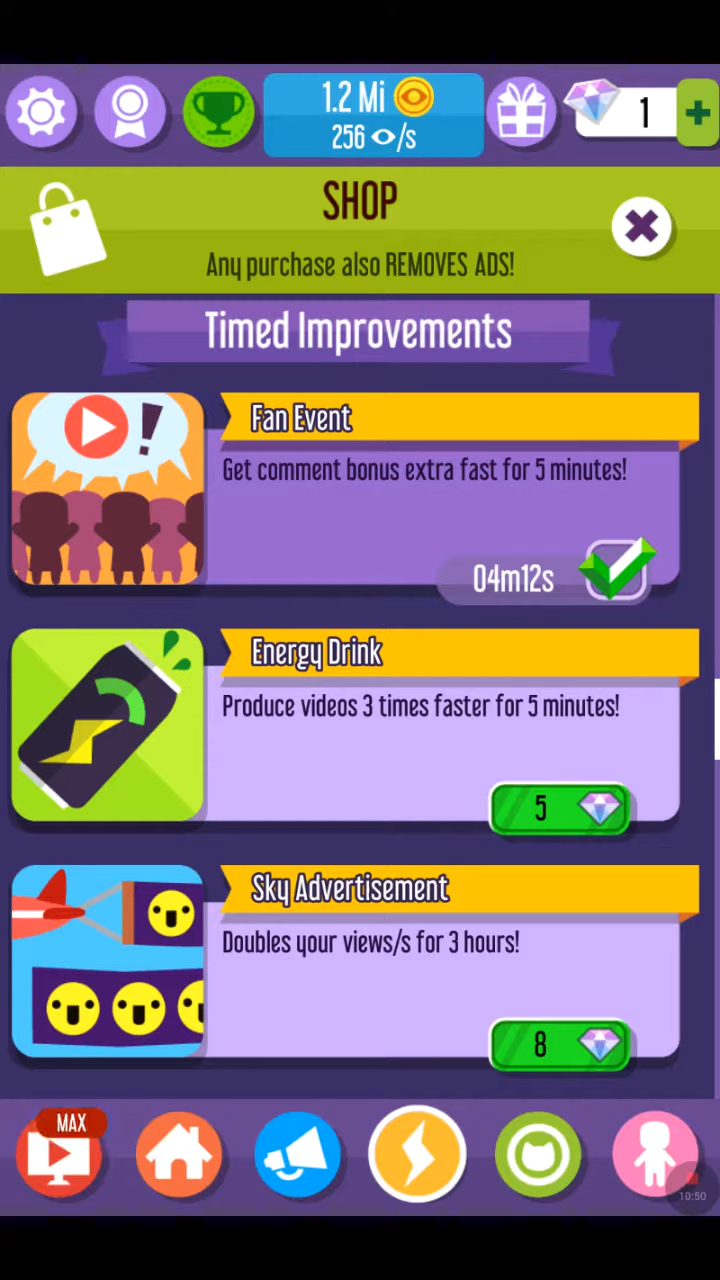 1.2 Mi
256 /s
1
+
SHOP
Any purchase also REMOVES ADS!
Timed Improvements
!
Fan Event
Get comment bonus extra fast for 5 minutes!
04m12s
Energy Drink
Produce videos 3 times faster for 5 minutes!
5
Sky Advertisement
Doubles your views/s for 3 hours!
8
MAX
10:50